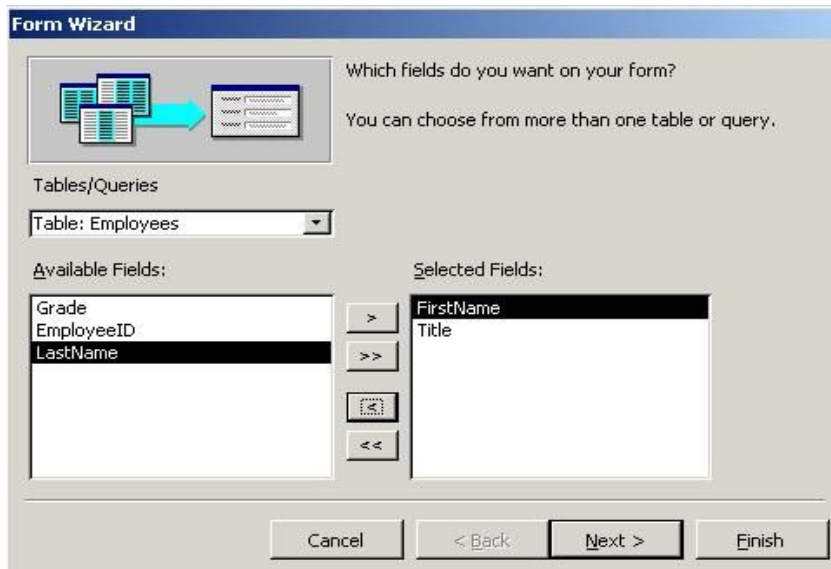 Form Wizard
Which fields do you want on your form?
You can choose from more than one table or query.
Tables/Queries
Table: Employees
Available Fields:
Selected Fields:
Grade
EmployeeID
LastName
>
>>
<
<<
FirstName
Title
Cancel
< Back
Next >
Finish